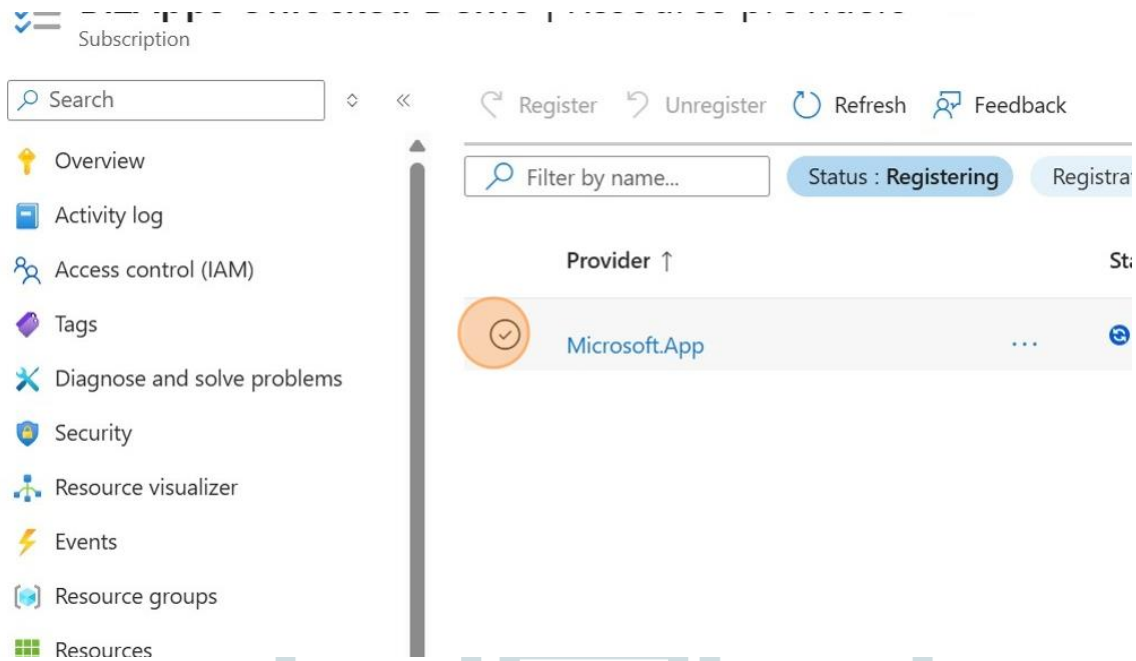 Subscription
Search
Register Unregister Refresh Feedback
Overview
Filter by name... Status : Registering
Activity log
Provider ↑
Access control (IAM)
Tags
Microsoft.App ...
Diagnose and solve problems
Security
Resource visualizer
Events
Resource groups
Resources